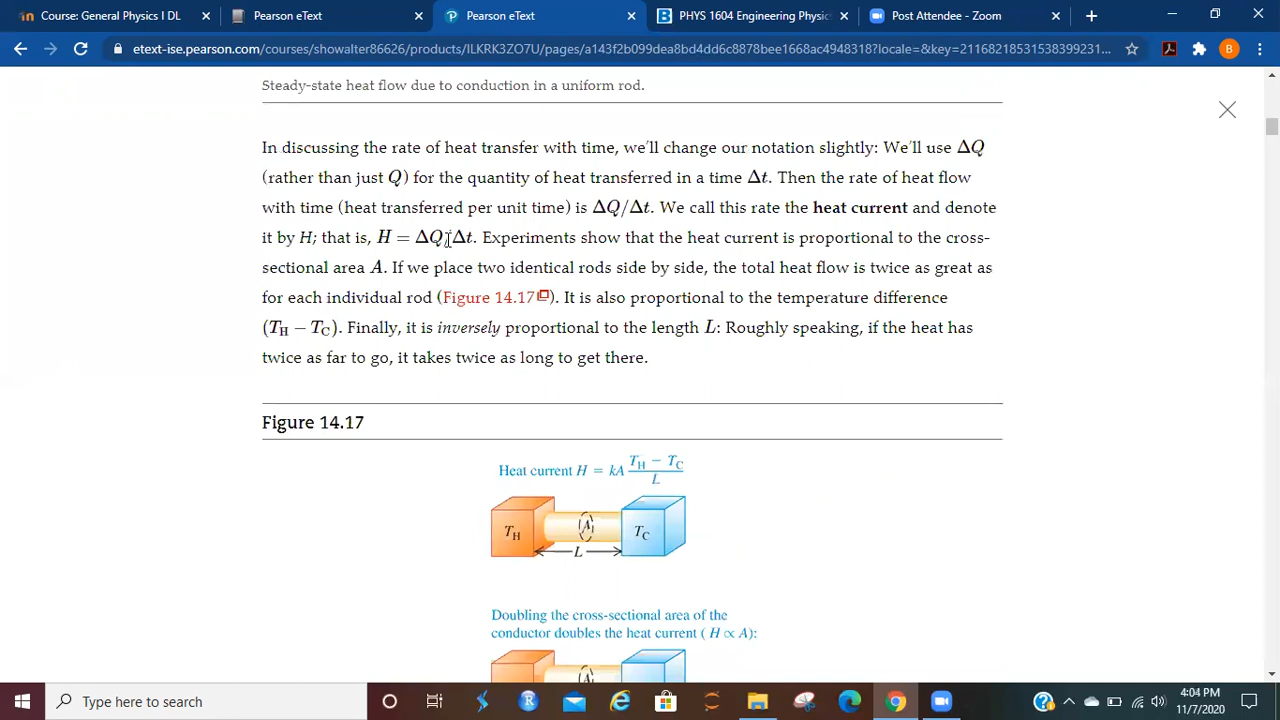 Course: General Physics I DL
Pearson eText
Pearson eText
PHYS 1604 Engineering Physic
Post Attendee - Zoom
etext-ise.pearson.com/courses/showalter86626/products/ILKRK3ZO7U/pages/a143f2b099dea8bd4dd6c8878bee1668ac4948318?locale=&key=21168218531538399231...
B
Steady-state heat flow due to conduction in a uniform rod.
In discussing the rate of heat transfer with time, we'll change our notation slightly: We'll use ΔQ
(rather than just Q) for the quantity of heat transferred in a time Δt. Then the rate of heat flow
with time (heat transferred per unit time) is ΔQ/Δt. We call this rate the heat current and denote
it by H; that is, H = ΔQ/Δt. Experiments show that the heat current is proportional to the cross-
sectional area A. If we place two identical rods side by side, the total heat flow is twice as great as
for each individual rod (Figure 14.17). It is also proportional to the temperature difference
(TH − TC). Finally, it is inversely proportional to the length L: Roughly speaking, if the heat has
twice as far to go, it takes twice as long to get there.
Figure 14.17
Heat current H = kA (TH − TC)/L
TH
A
TC
L
Doubling the cross-sectional area of the
conductor doubles the heat current ( H ∝ A):
A
Type here to search
4:04 PM
11/7/2020